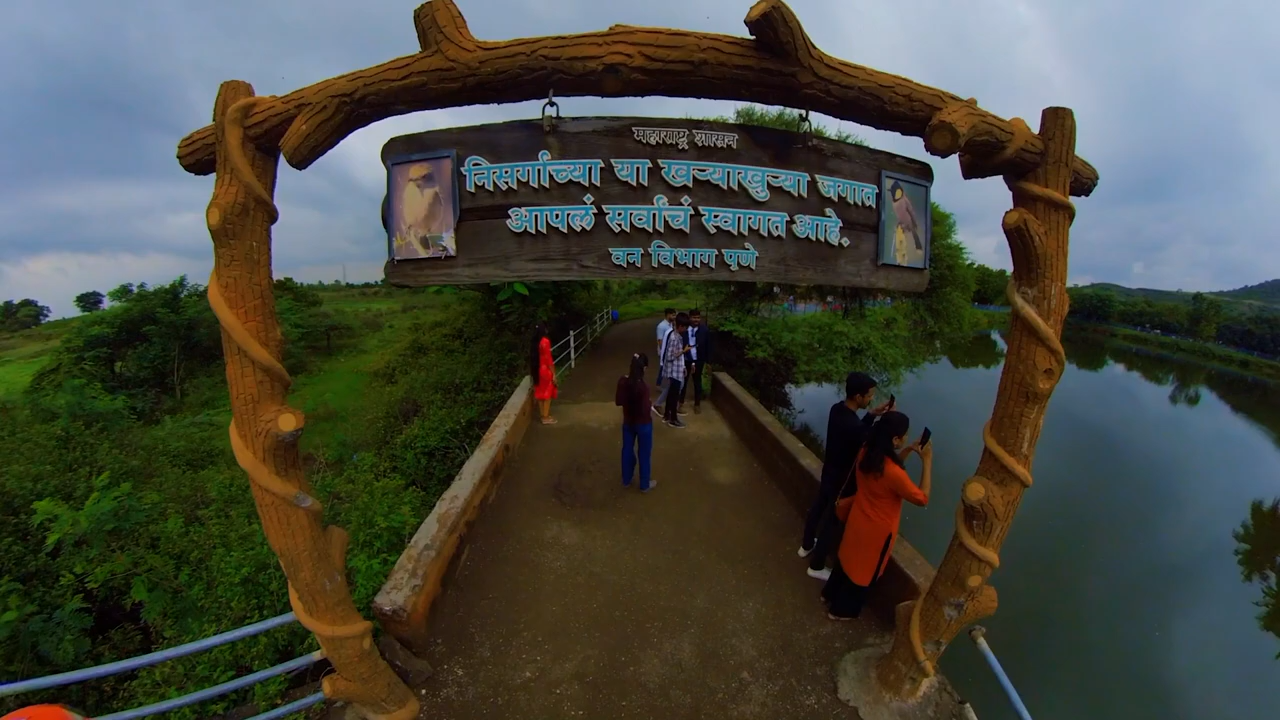 महाराष्ट्र शासन
निसर्गाच्या या खऱ्याखुऱ्या जगात
आपलं सर्वांचं स्वागत आहे.
वन विभाग पुणे